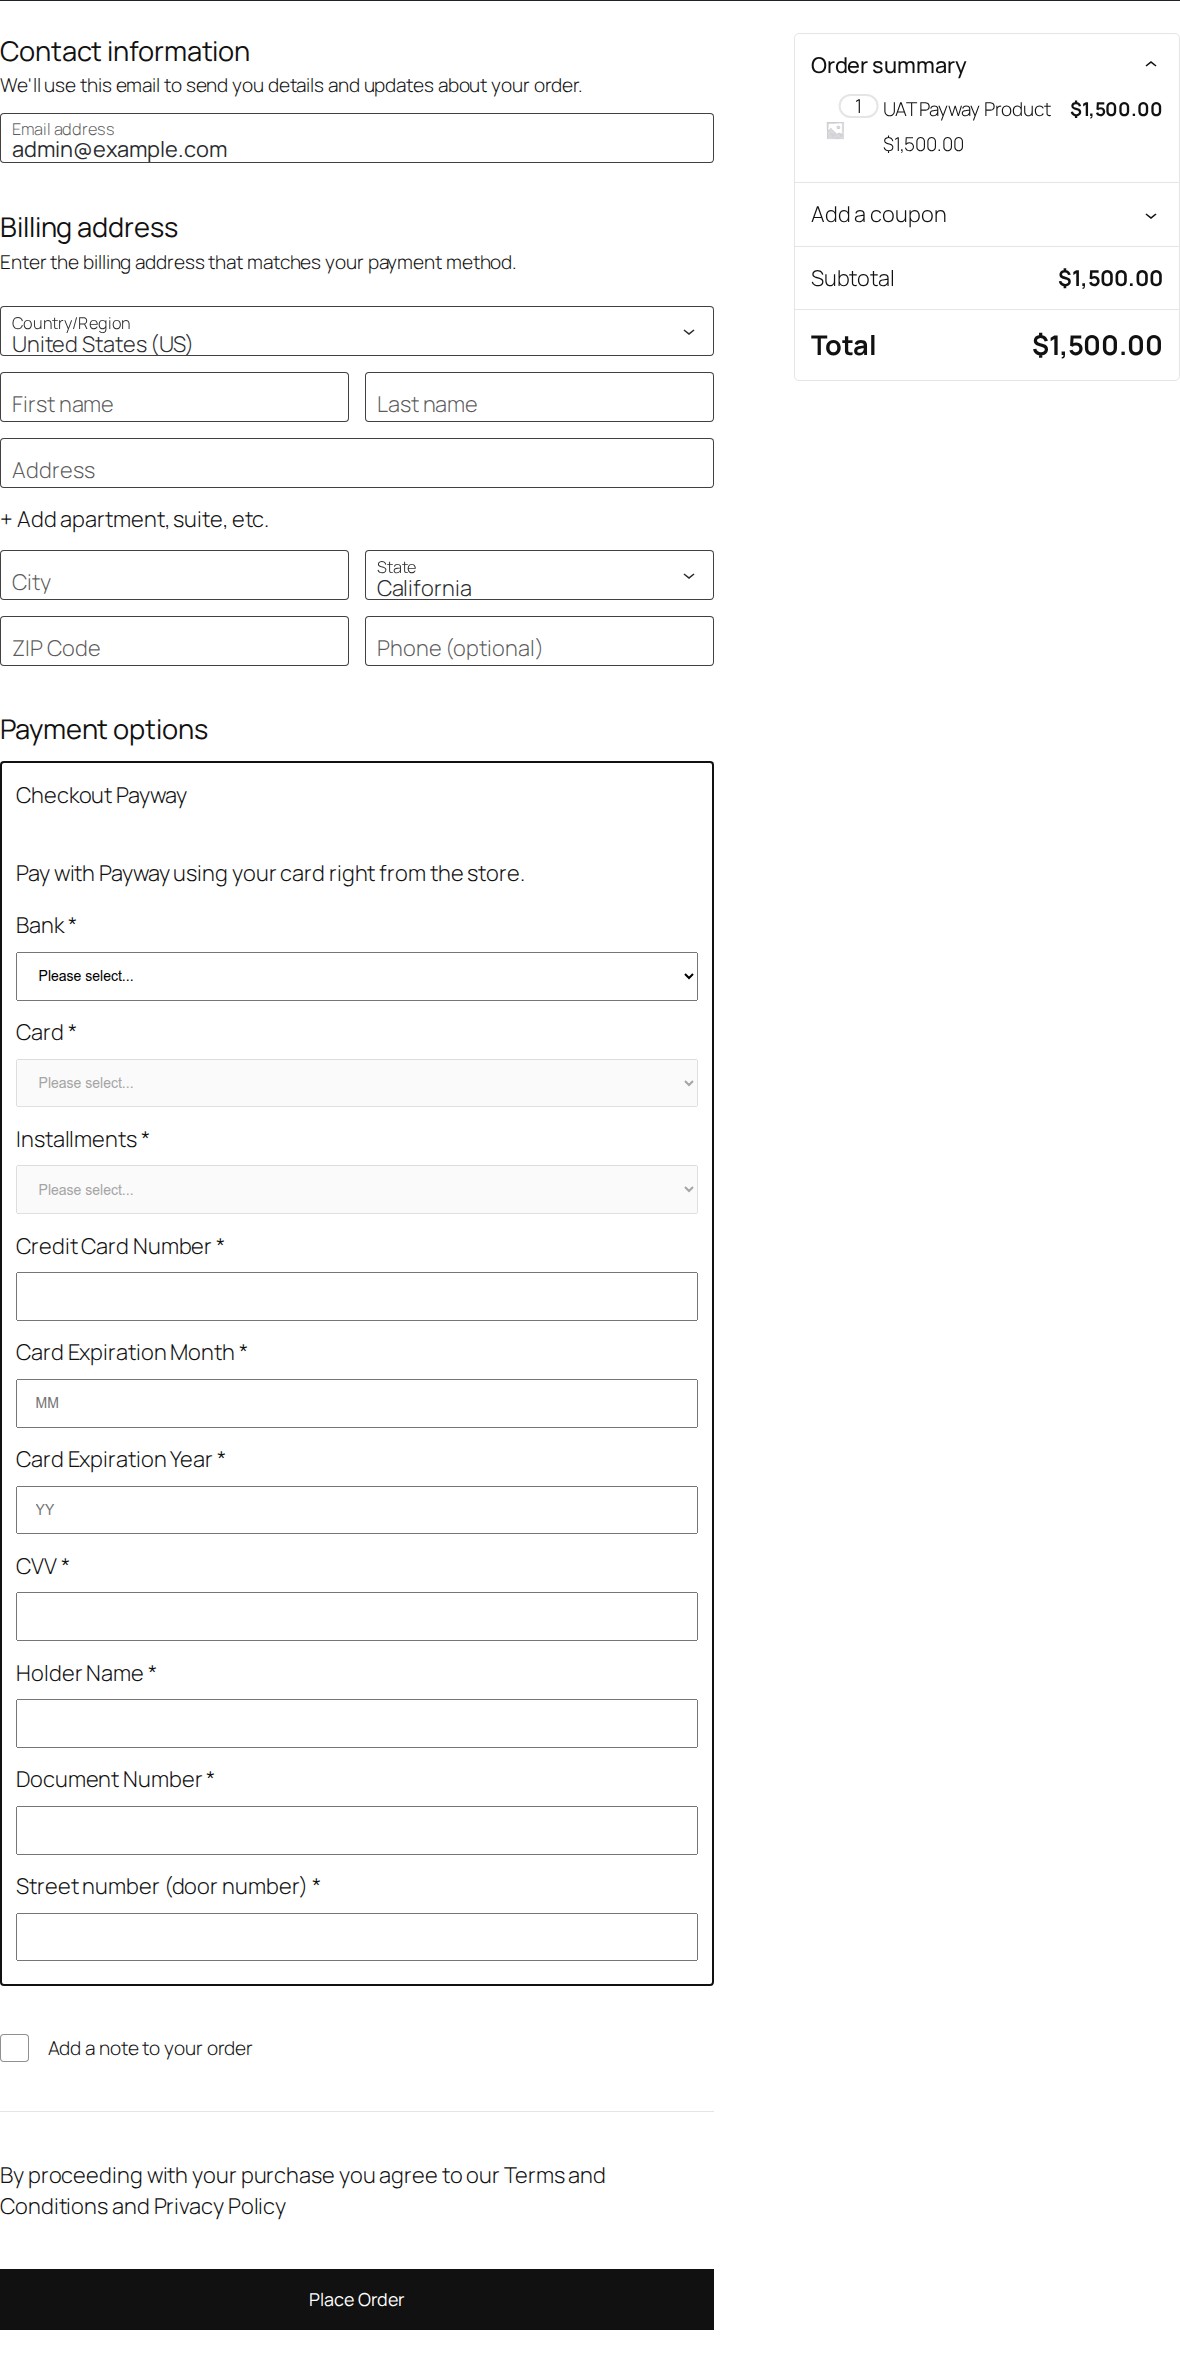 Contact information
We'll use this email to send you details and updates about your order.
Email address
admin@example.com
Billing address
Enter the billing address that matches your payment method.
Country/Region
United States (US)
First name
Last name
Address
+ Add apartment, suite, etc.
City
State
California
ZIP Code
Phone (optional)
Payment options
Checkout Payway
Pay with Payway using your card right from the store.
Bank *
Please select...
Card *
Please select...
Installments *
Please select...
Credit Card Number *
Card Expiration Month *
MM
Card Expiration Year *
YY
CVV *
Holder Name *
Document Number *
Street number (door number) *
Add a note to your order
By proceeding with your purchase you agree to our Terms and
Conditions and Privacy Policy
Place Order
Order summary
1
UAT Payway Product
$1,500.00
$1,500.00
Add a coupon
Subtotal
$1,500.00
Total
$1,500.00